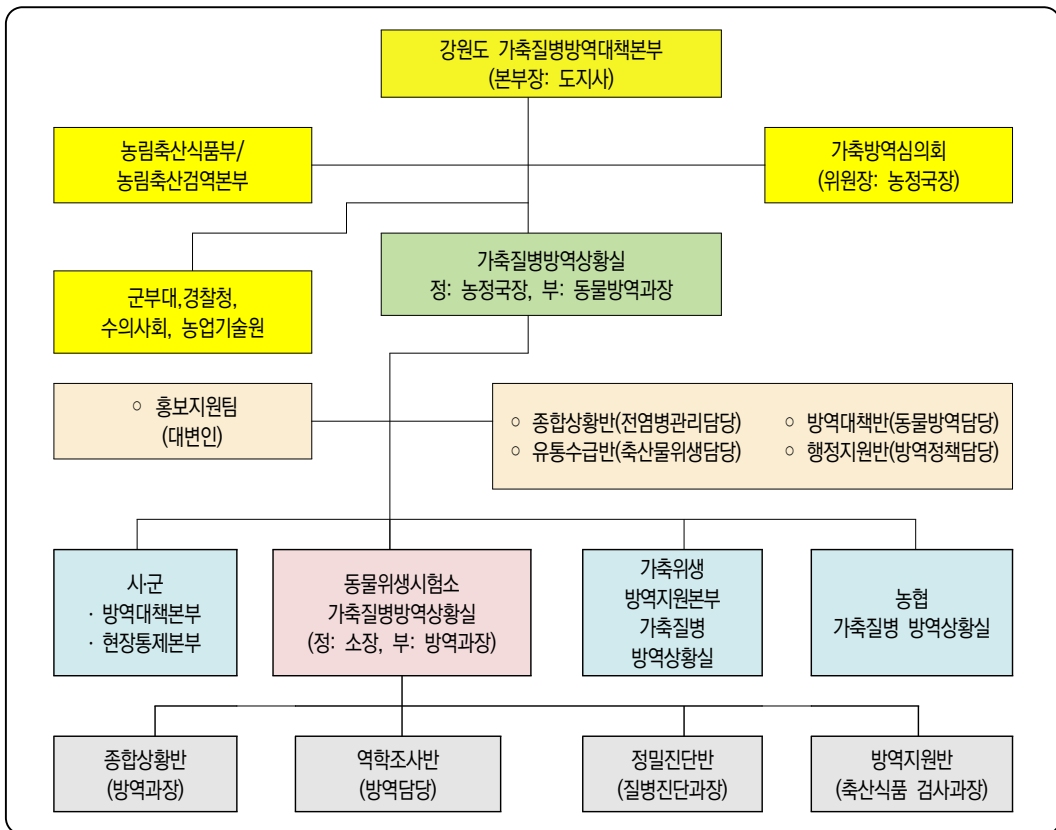 강원도 가축질병방역대책본부
(본부장: 도지사)
농림축산식품부/
농림축산검역본부
가축방역심의회
(위원장: 농정국장)
군부대,경찰청,
수의사회, 농업기술원
가축질병방역상황실
정: 농정국장, 부: 동물방역과장
○ 홍보지원팀
(대변인)
○ 종합상황반(전염병관리담당) ○ 방역대책반(동물방역담당)
○ 유통수급반(축산물위생담당) ○ 행정지원반(방역정책담당)
시·군
· 방역대책본부
· 현장통제본부
동물위생시험소
가축질병방역상황실
(정: 소장, 부: 방역과장)
가축위생
방역지원본부
가축질병
방역상황실
농협
가축질병 방역상황실
종합상황반
(방역과장)
역학조사반
(방역담당)
정밀진단반
(질병진단과장)
방역지원반
(축산식품 검사과장)